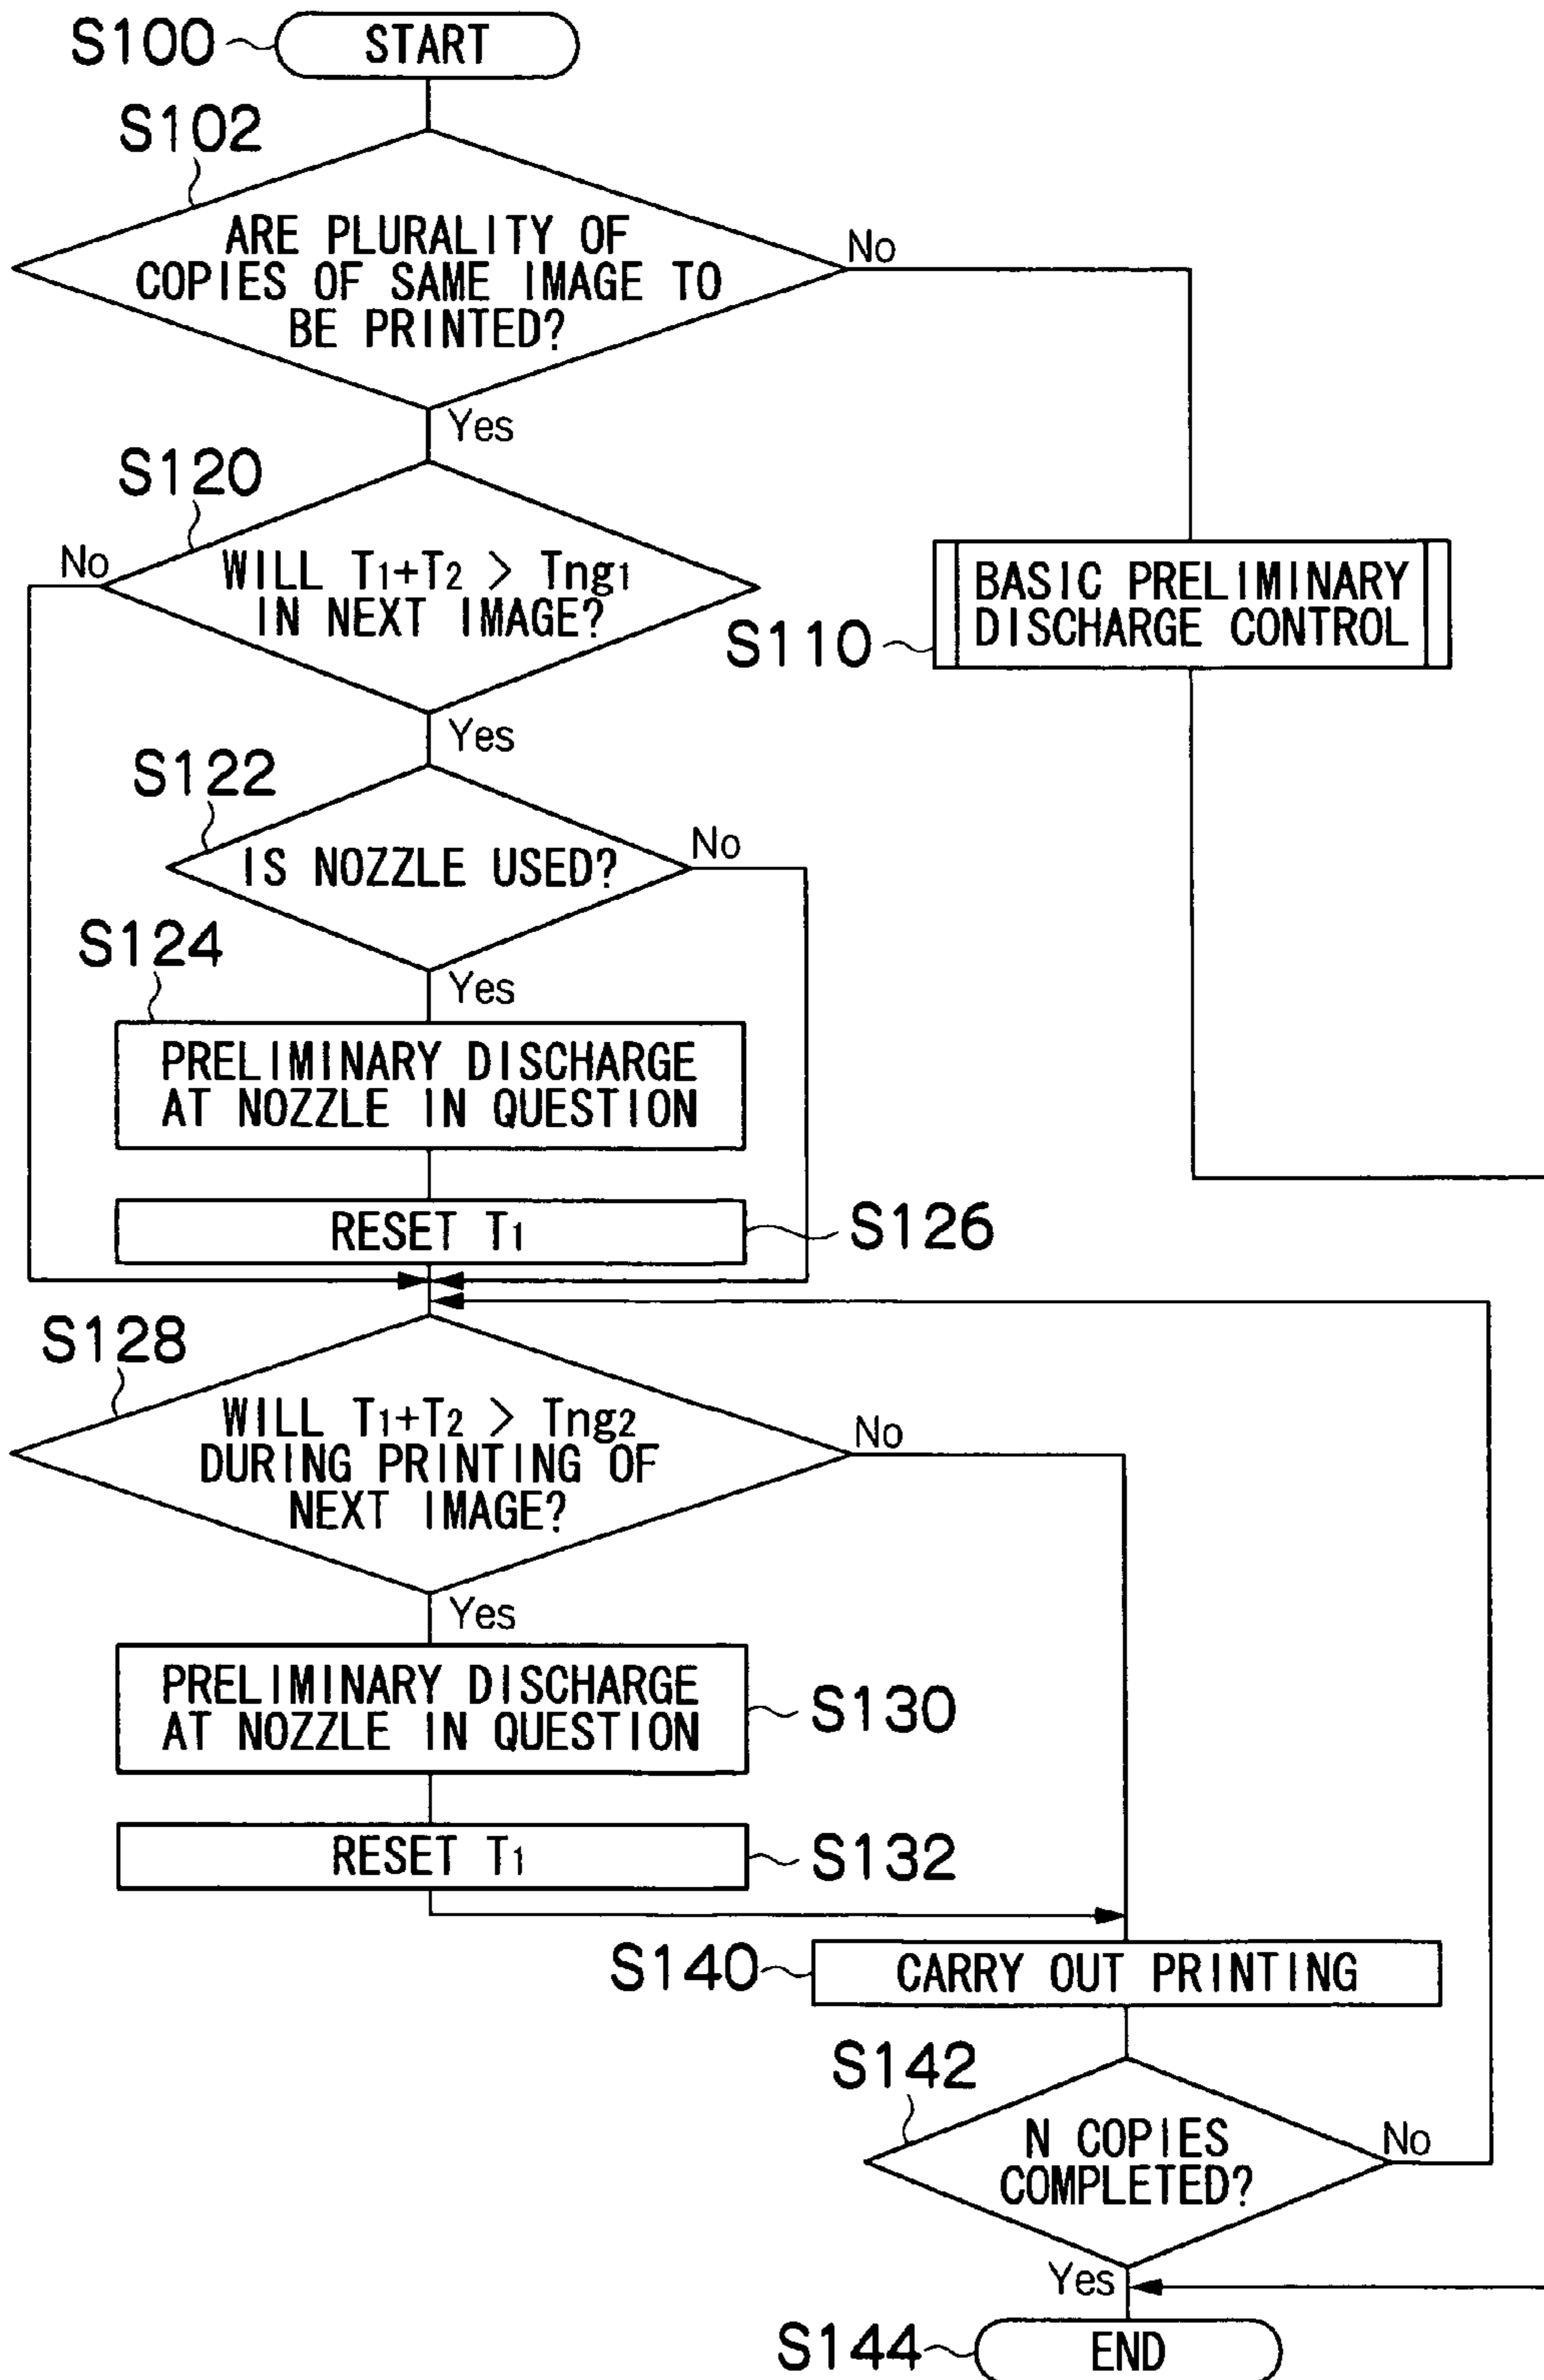 S100
START
S102
ARE PLURALITY OF
COPIES OF SAME IMAGE TO
BE PRINTED?
No
Yes
S120
No
WILL T1+T2 > Tng1
IN NEXT IMAGE?
S110
BASIC PRELIMINARY
DISCHARGE CONTROL
Yes
S122
IS NOZZLE USED?
No
S124
Yes
PRELIMINARY DISCHARGE
AT NOZZLE IN QUESTION
RESET T1
S126
S128
WILL T1+T2 > Tng2
DURING PRINTING OF
NEXT IMAGE?
No
Yes
PRELIMINARY DISCHARGE
AT NOZZLE IN QUESTION
S130
RESET T1
S132
S140
CARRY OUT PRINTING
S142
N COPIES
COMPLETED?
No
Yes
S144
END